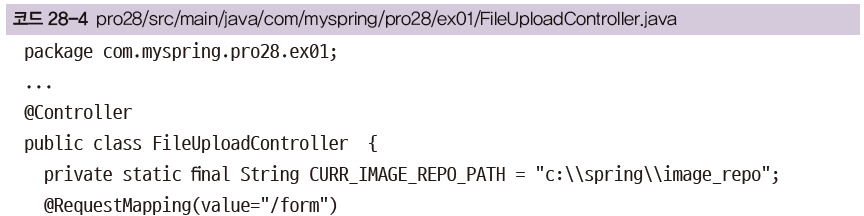 코드 28-4 pro28/src/main/java/com/myspring/pro28/ex01/FileUploadController.java
package com.myspring.pro28.ex01;
...
@Controller
public class FileUploadController  {
  private static final String CURR_IMAGE_REPO_PATH = "c:\\spring\\image_repo";
  @RequestMapping(value="/form")